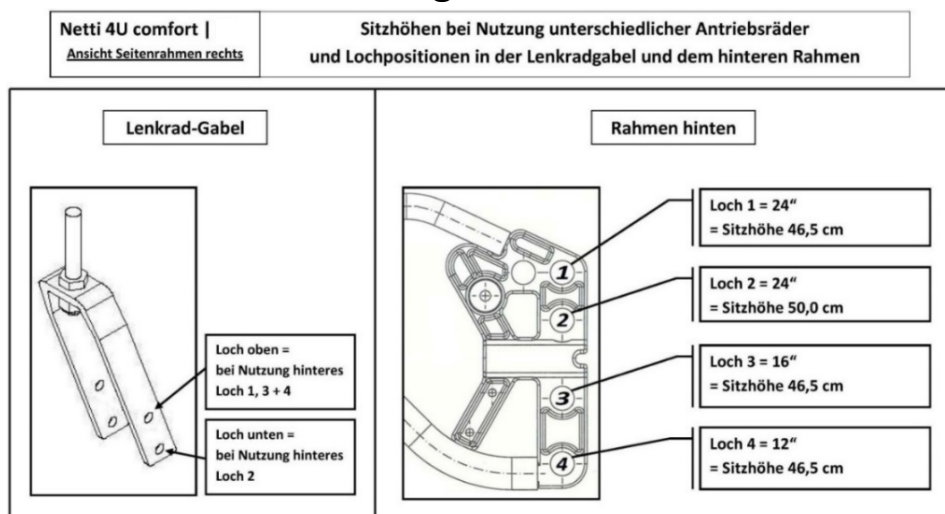 Netti 4U comfort |
Ansicht Seitenrahmen rechts
Sitzhöhen bei Nutzung unterschiedlicher Antriebsräder
und Lochpositionen in der Lenkradgabel und dem hinteren Rahmen
Lenkrad-Gabel
Loch oben =
bei Nutzung hinteres
Loch 1, 3 + 4
Loch unten =
bei Nutzung hinteres
Loch 2
Rahmen hinten
1
2
3
4
Loch 1 = 24“
= Sitzhöhe 46,5 cm
Loch 2 = 24“
= Sitzhöhe 50,0 cm
Loch 3 = 16“
= Sitzhöhe 46,5 cm
Loch 4 = 12“
= Sitzhöhe 46,5 cm